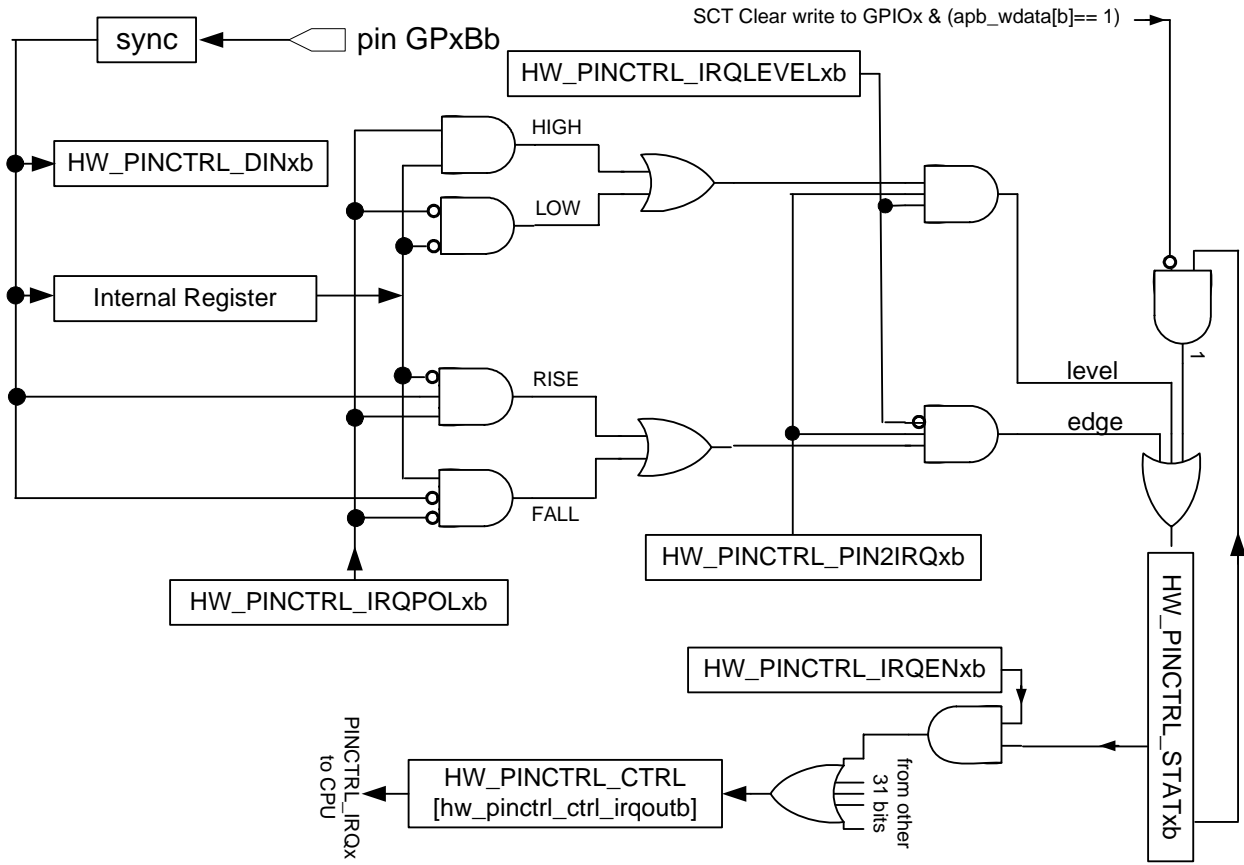 SCT Clear write to GPIOx & (apb_wdata[b]== 1)
sync
pin GPxBb
HW_PINCTRL_IRQLEVELxb
HIGH
HW_PINCTRL_DINxb
LOW
Internal Register
1
level
RISE
edge
FALL
HW_PINCTRL_PIN2IRQxb
HW_PINCTRL_IRQPOLxb
HW_PINCTRL_STATxb
HW_PINCTRL_IRQENxb
PINCTRL_IRQx
to CPU
HW_PINCTRL_CTRL
[hw_pinctrl_ctrl_irqoutb]
from other
31 bits